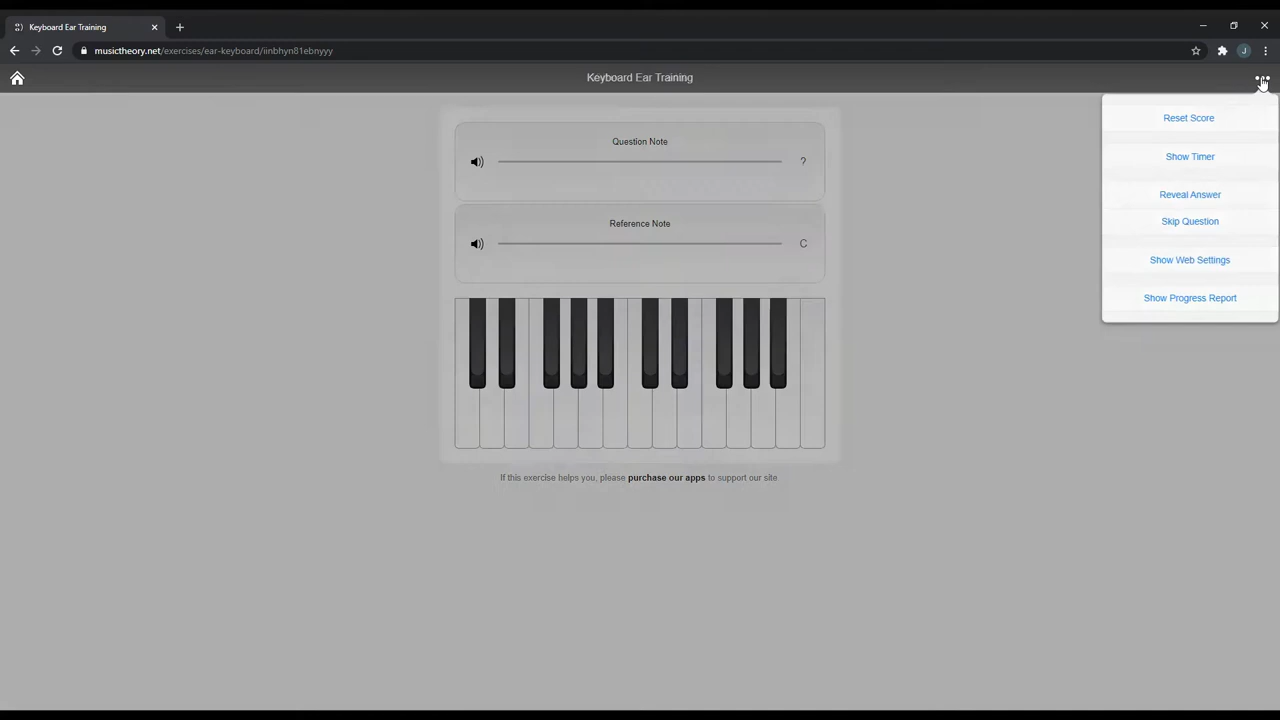 Keyboard Ear Training
musictheory.net/exercises/ear-keyboard/iinbhyn81ebnyyy
J
Keyboard Ear Training
Reset Score
Show Timer
Reveal Answer
Skip Question
Show Web Settings
Show Progress Report
Question Note
?
Reference Note
C
If this exercise helps you, please purchase our apps to support our site